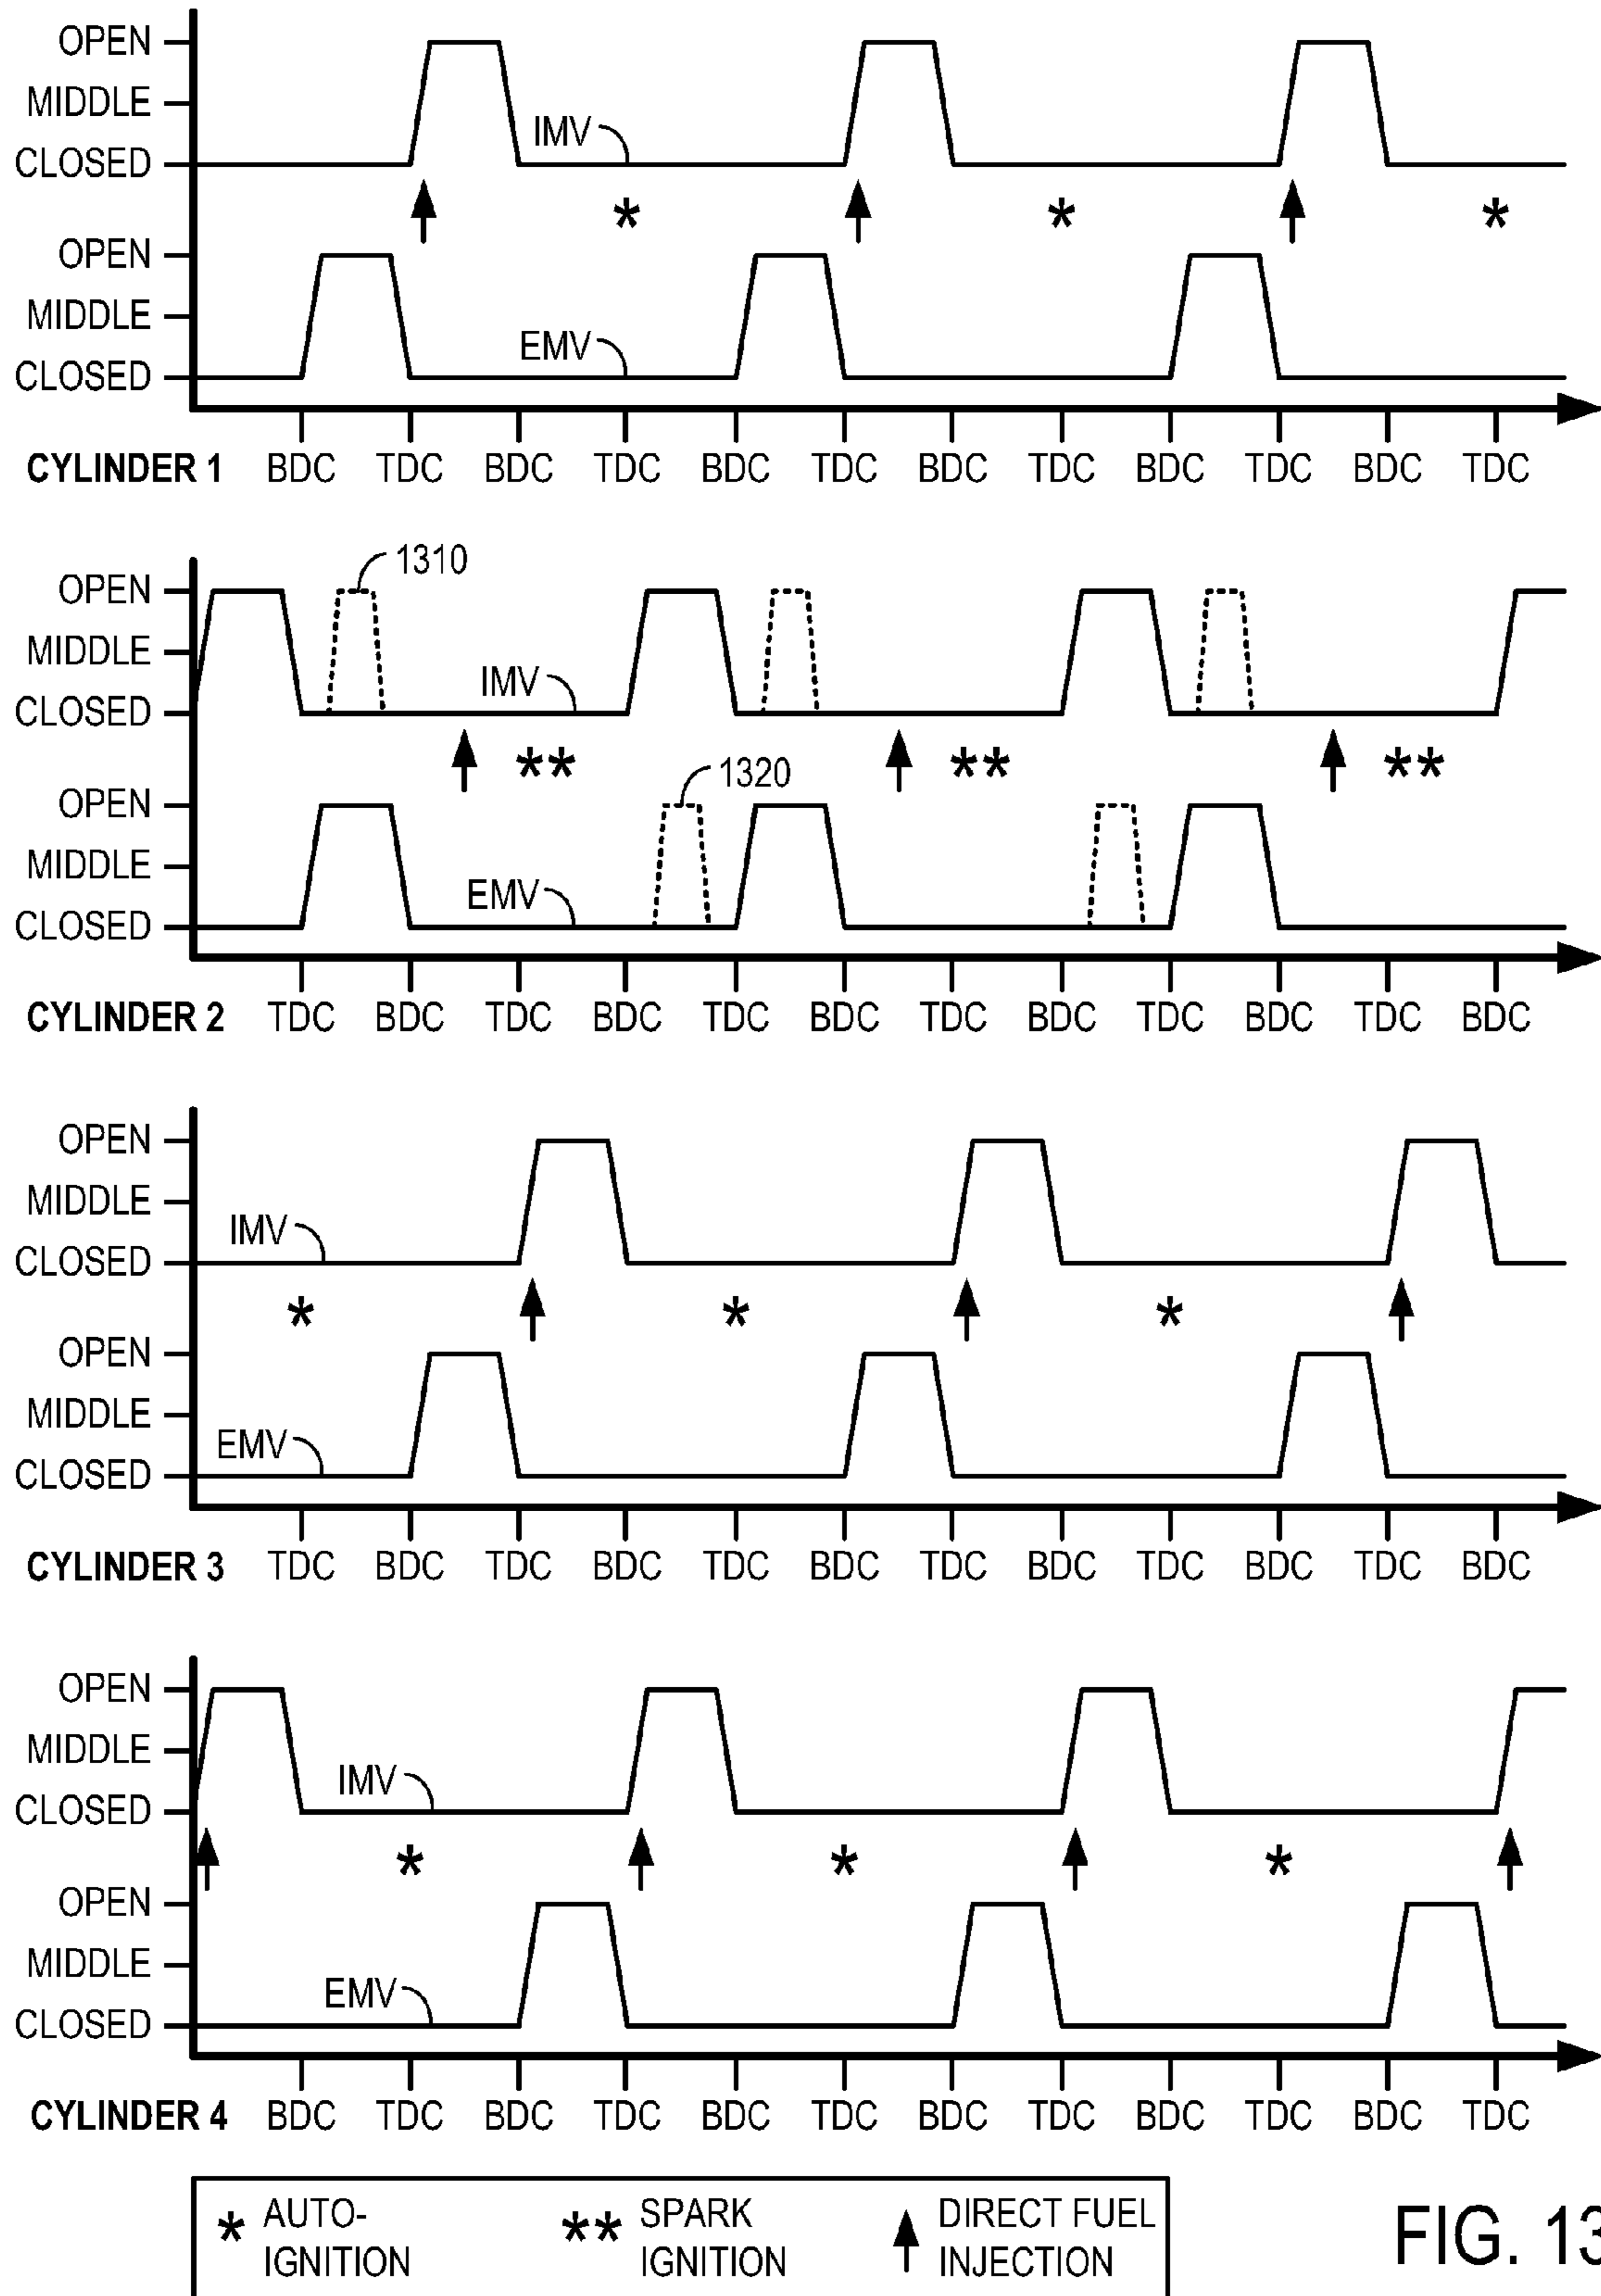 OPEN
MIDDLE
CLOSED
IMV
*
*
*
OPEN
MIDDLE
CLOSED
EMV
CYLINDER 1 BDC TDC BDC TDC BDC TDC BDC TDC BDC TDC BDC TDC
1310
OPEN
MIDDLE
CLOSED
IMV
**
**
**
1320
OPEN
MIDDLE
CLOSED
EMV
CYLINDER 2 TDC BDC TDC BDC TDC BDC TDC BDC TDC BDC TDC BDC
OPEN
MIDDLE
CLOSED
IMV
*
*
*
OPEN
MIDDLE
CLOSED
EMV
CYLINDER 3 TDC BDC TDC BDC TDC BDC TDC BDC TDC BDC TDC BDC
OPEN
MIDDLE
CLOSED
IMV
*
*
*
OPEN
MIDDLE
CLOSED
EMV
CYLINDER 4 BDC TDC BDC TDC BDC TDC BDC TDC BDC TDC BDC TDC
* AUTO-
IGNITION
** SPARK
IGNITION
DIRECT FUEL
INJECTION
FIG. 13